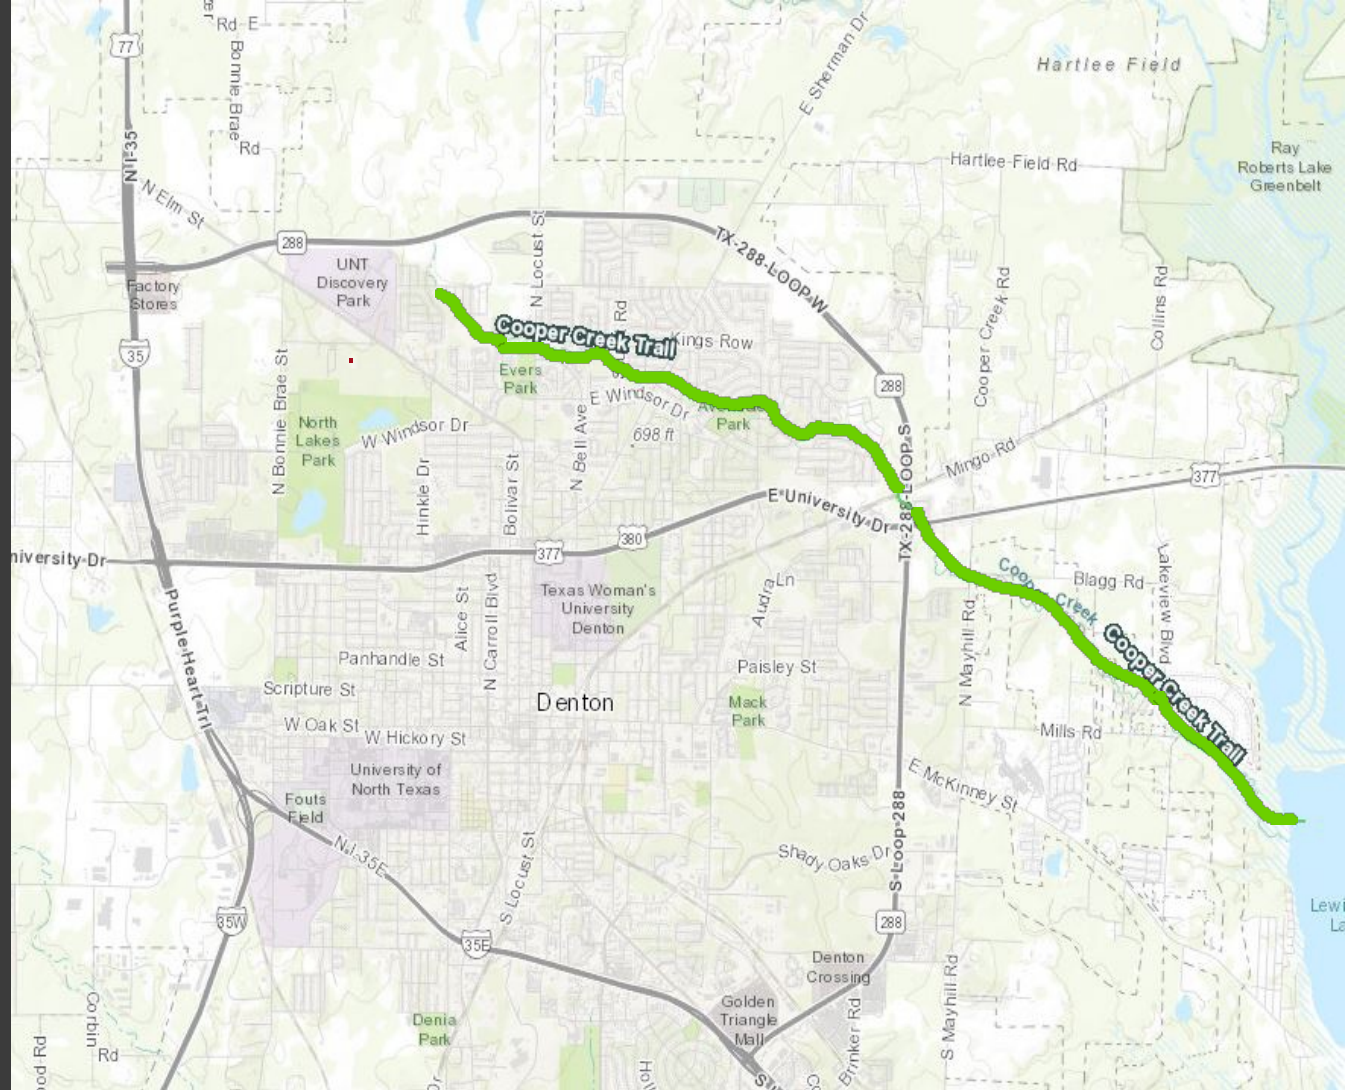 Rd E
77
Bonnie Brae
Rd
N I-35
N Elm St
E Sherman Dr
Hartlee Field
Hartlee Field Rd
Ray
Roberts Lake
Greenbelt
288
UNT
Discovery
Park
Factory
Stores
N Locust St
TX-288-LOOP-W
Cooper Creek Rd
Collins Rd
Rd
Cooper Creek Trail
Kings Row
35
N Bonnie Brae St
Evers
Park
E Windsor Dr
288
North
Lakes
Park
W Windsor Dr
N Bell Ave
698 ft
Park
Hinkle Dr
Bolivar St
TX-288-LOOP-S
Mingo Rd
377
E University Dr
niversity-Dr
377
380
Purple Heart Trl
Alice St
N Carroll Blvd
Texas Woman's
University
Denton
Audra Ln
Cooper Creek
Blagg Rd
Lakeview Blvd
N Mayhill Rd
Cooper Creek Trail
Panhandle St
Scripture St
Paisley St
Denton
Mack
Park
W Oak St
W Hickory St
Mills Rd
University of
North Texas
E McKinney St
Fouts
Field
N I-35E
S Locust St
Shady Oaks Dr
S Loop 288
35W
35E
288
Lewi
La
Denton
Crossing
Golden
Triangle
Mall
Brinker Rd
S Mayhill Rd
Corbin
Rd
Denia
Park
Dr